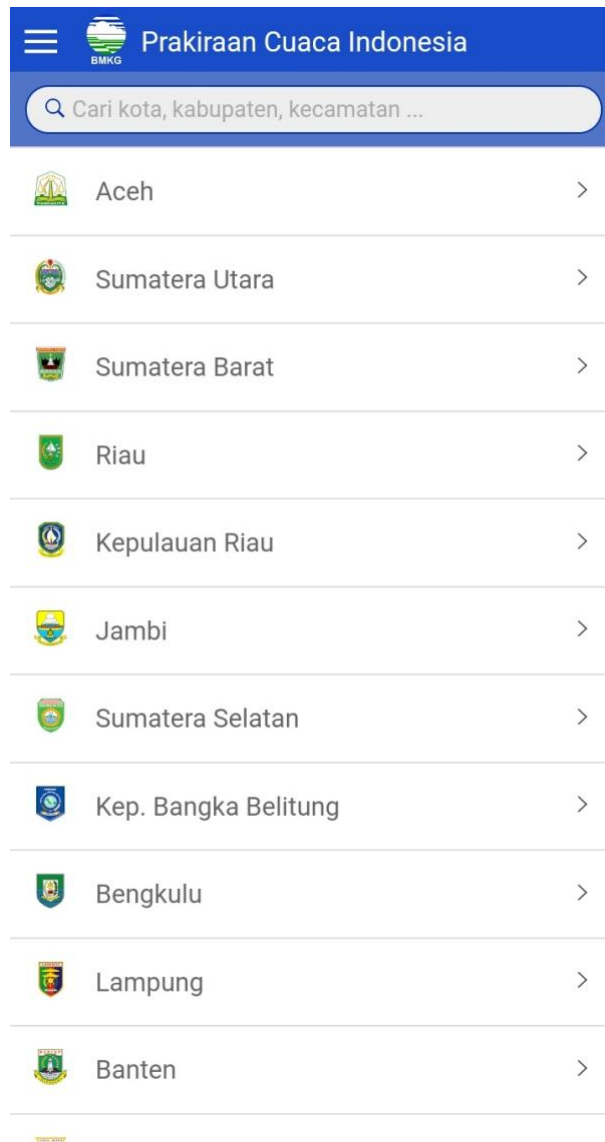 BMKG
Prakiraan Cuaca Indonesia
Cari kota, kabupaten, kecamatan ...
Aceh
Sumatera Utara
Sumatera Barat
Riau
Kepulauan Riau
Jambi
Sumatera Selatan
Kep. Bangka Belitung
Bengkulu
Lampung
Banten